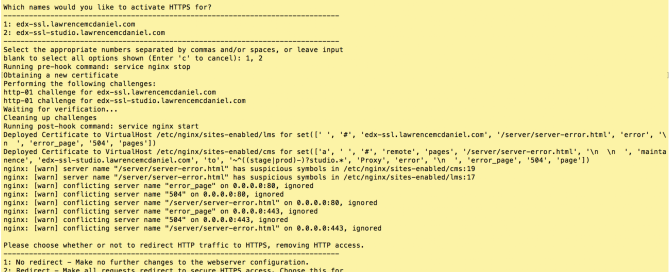 Which names would you like to activate HTTPS for?
-------------------------------------------------------------------------------
1: edx-ssl.lawrencemcdaniel.com
2: edx-ssl-studio.lawrencemcdaniel.com
-------------------------------------------------------------------------------
Select the appropriate numbers separated by commas and/or spaces, or leave input
blank to select all options shown (Enter 'c' to cancel): 1, 2
Running pre-hook command: service nginx stop
Obtaining a new certificate
Performing the following challenges:
http-01 challenge for edx-ssl.lawrencemcdaniel.com
http-01 challenge for edx-ssl-studio.lawrencemcdaniel.com
Waiting for verification...
Cleaning up challenges
Running post-hook command: service nginx start
Deployed Certificate to VirtualHost /etc/nginx/sites-enabled/lms for set([' ', '#', 'edx-ssl.lawrencemcdaniel.com', '/server/server-error.html', 'error', '\
n  ', 'error_page', '504', 'pages'])
Deployed Certificate to VirtualHost /etc/nginx/sites-enabled/cms for set(['a', ' ', '#', 'remote', 'pages', '/server/server-error.html', '\n  \n  ', 'mainta
nance', 'edx-ssl-studio.lawrencemcdaniel.com', 'to', '~^((stage|prod)-)?studio.*', 'Proxy', 'error', '\n  ', 'error_page', '504', 'page'])
nginx: [warn] server name "/server/server-error.html" has suspicious symbols in /etc/nginx/sites-enabled/cms:19
nginx: [warn] server name "/server/server-error.html" has suspicious symbols in /etc/nginx/sites-enabled/lms:17
nginx: [warn] conflicting server name "error_page" on 0.0.0.0:80, ignored
nginx: [warn] conflicting server name "504" on 0.0.0.0:80, ignored
nginx: [warn] conflicting server name "/server/server-error.html" on 0.0.0.0:80, ignored
nginx: [warn] conflicting server name "error_page" on 0.0.0.0:443, ignored
nginx: [warn] conflicting server name "504" on 0.0.0.0:443, ignored
nginx: [warn] conflicting server name "/server/server-error.html" on 0.0.0.0:443, ignored
Please choose whether or not to redirect HTTP traffic to HTTPS, removing HTTP access.
-------------------------------------------------------------------------------
1: No redirect - Make no further changes to the webserver configuration.
2: Redirect - Make all requests redirect to secure HTTPS access. Choose this for